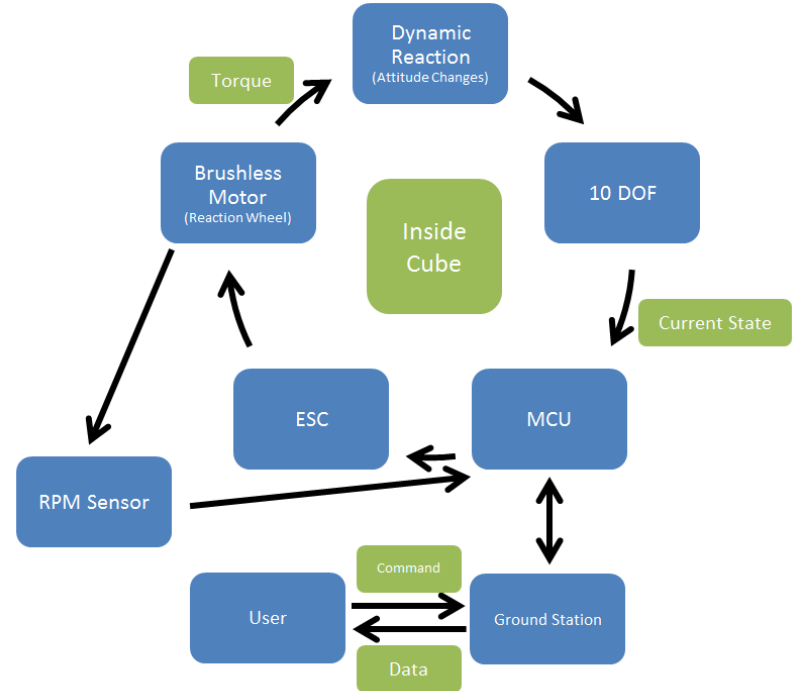 Dynamic
Reaction
(Attitude Changes)
Torque
Brushless
Motor
(Reaction Wheel)
10 DOF
Inside
Cube
Current State
ESC
MCU
RPM Sensor
Command
User
Ground Station
Data